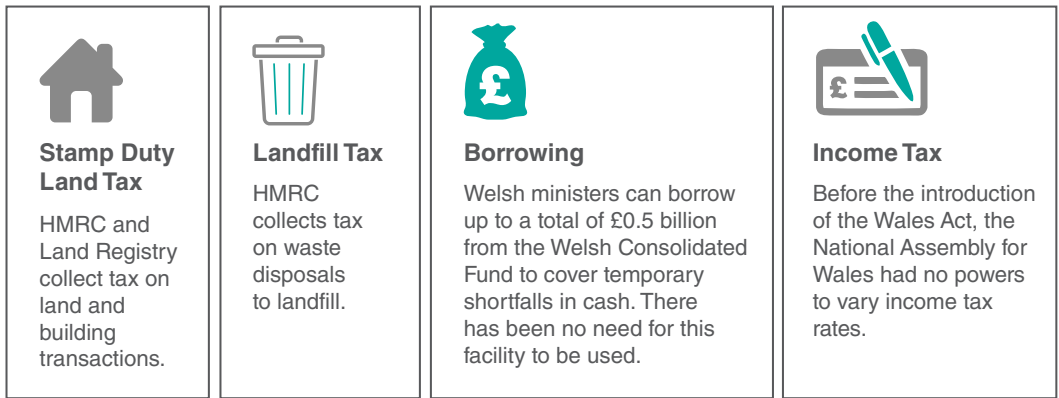 Stamp Duty
Land Tax
HMRC and
Land Registry
collect tax on
land and
building
transactions.
Landfill Tax
HMRC
collects tax
on waste
disposals
to landfill.
£
Borrowing
Welsh ministers can borrow
up to a total of £0.5 billion
from the Welsh Consolidated
Fund to cover temporary
shortfalls in cash. There
has been no need for this
facility to be used.
£
Income Tax
Before the introduction
of the Wales Act, the
National Assembly for
Wales had no powers
to vary income tax
rates.